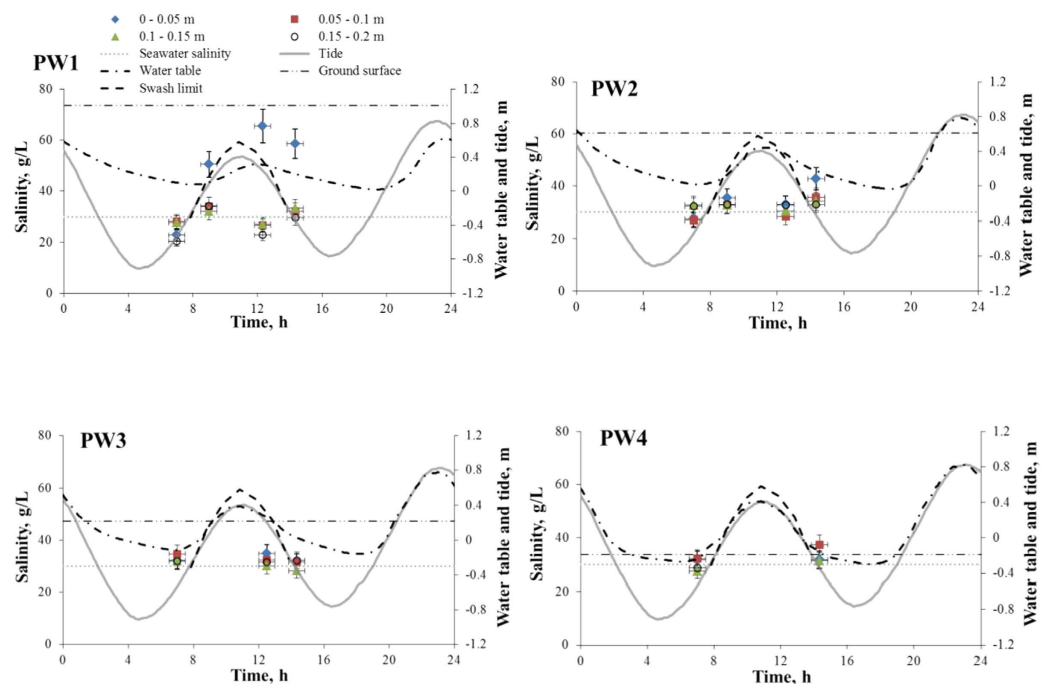 0 - 0.05 m 0.05 - 0.1 m
0.1 - 0.15 m 0.15 - 0.2 m
Seawater salinity Tide
Water table Ground surface
Swash limit
PW1
80
60
40
20
0
Salinity, g/L
1.2
0.8
0.4
0
-0.4
-0.8
-1.2
Water table and tide, m
0 4 8 12 16 20 24
Time, h
PW2
80
60
40
20
0
Salinity, g/L
1.2
0.8
0.4
0
-0.4
-0.8
-1.2
Water table and tide, m
0 4 8 12 16 20 24
Time, h
PW3
80
60
40
20
0
Salinity, g/L
1.2
0.8
0.4
0
-0.4
-0.8
-1.2
Water table and tide, m
0 4 8 12 16 20 24
Time, h
PW4
80
60
40
20
0
Salinity, g/L
1.2
0.8
0.4
0
-0.4
-0.8
-1.2
Water table and tide, m
0 4 8 12 16 20 24
Time, h